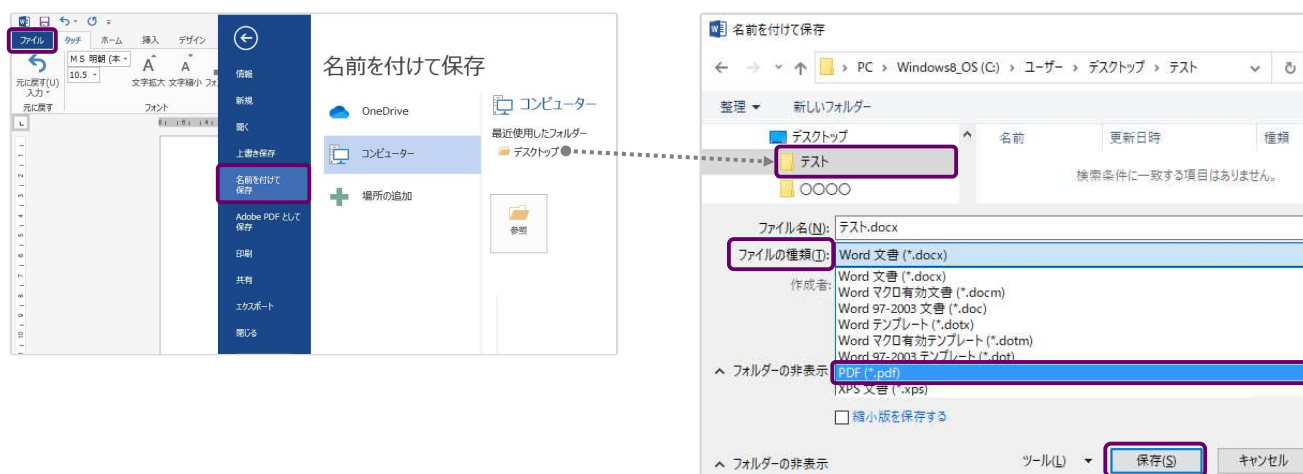 ファイル タッチ ホーム 挿入 デザイン
元に戻す(U)
入力
元に戻す
MS 明朝 (本
10.5
A A
文字拡大 文字縮小
フォント
L
情報
新規
開く
上書き保存
名前を付けて
保存
Adobe PDF として
保存
印刷
共有
エクスポート
閉じる
名前を付けて保存
OneDrive
コンピューター
場所の追加
コンピューター
最近使用したフォルダー
デスクトップ
参照
名前を付けて保存
> PC > Windows8_OS (C:) > ユーザー > デスクトップ > テスト
整理 新しいフォルダー
デスクトップ
テスト
〇〇〇〇
名前 更新日時 種類
検索条件に一致する項目はありません。
ファイル名(N): テスト.docx
ファイルの種類(T): Word 文書 (*.docx)
作成者:
Word 文書 (*.docx)
Word マクロ有効文書 (*.docm)
Word 97-2003 文書 (*.doc)
Word テンプレート (*.dotx)
Word マクロ有効テンプレート (*.dotm)
Word 97-2003 テンプレート (*.dot)
フォルダーの非表示
PDF (*.pdf)
XPS 文書 (*.xps)
縮小版を保存する
フォルダーの非表示 ツール(L) 保存(S) キャンセル